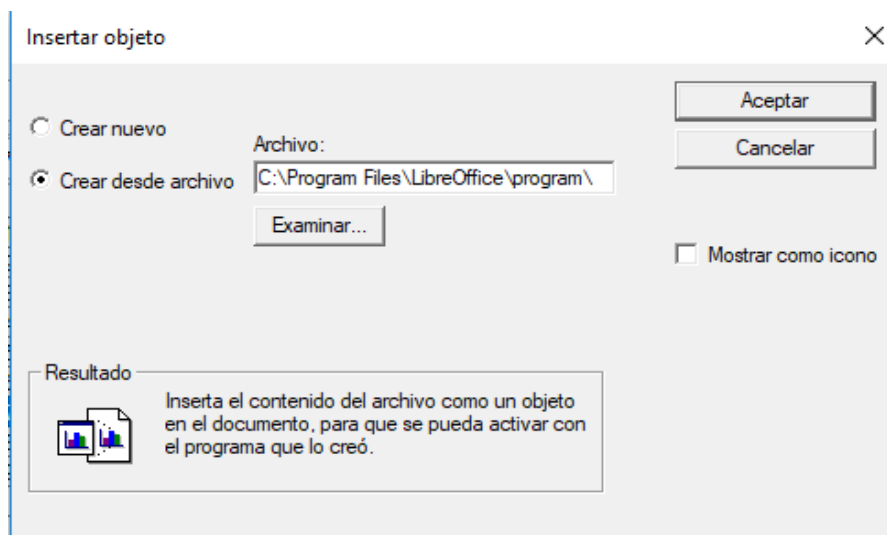 Insertar objeto
Aceptar
Crear nuevo
Archivo:
Cancelar
Crear desde archivo
C:\Program Files\LibreOffice\program\
Examinar...
Mostrar como icono
Resultado
Inserta el contenido del archivo como un objeto
en el documento, para que se pueda activar con
el programa que lo creó.